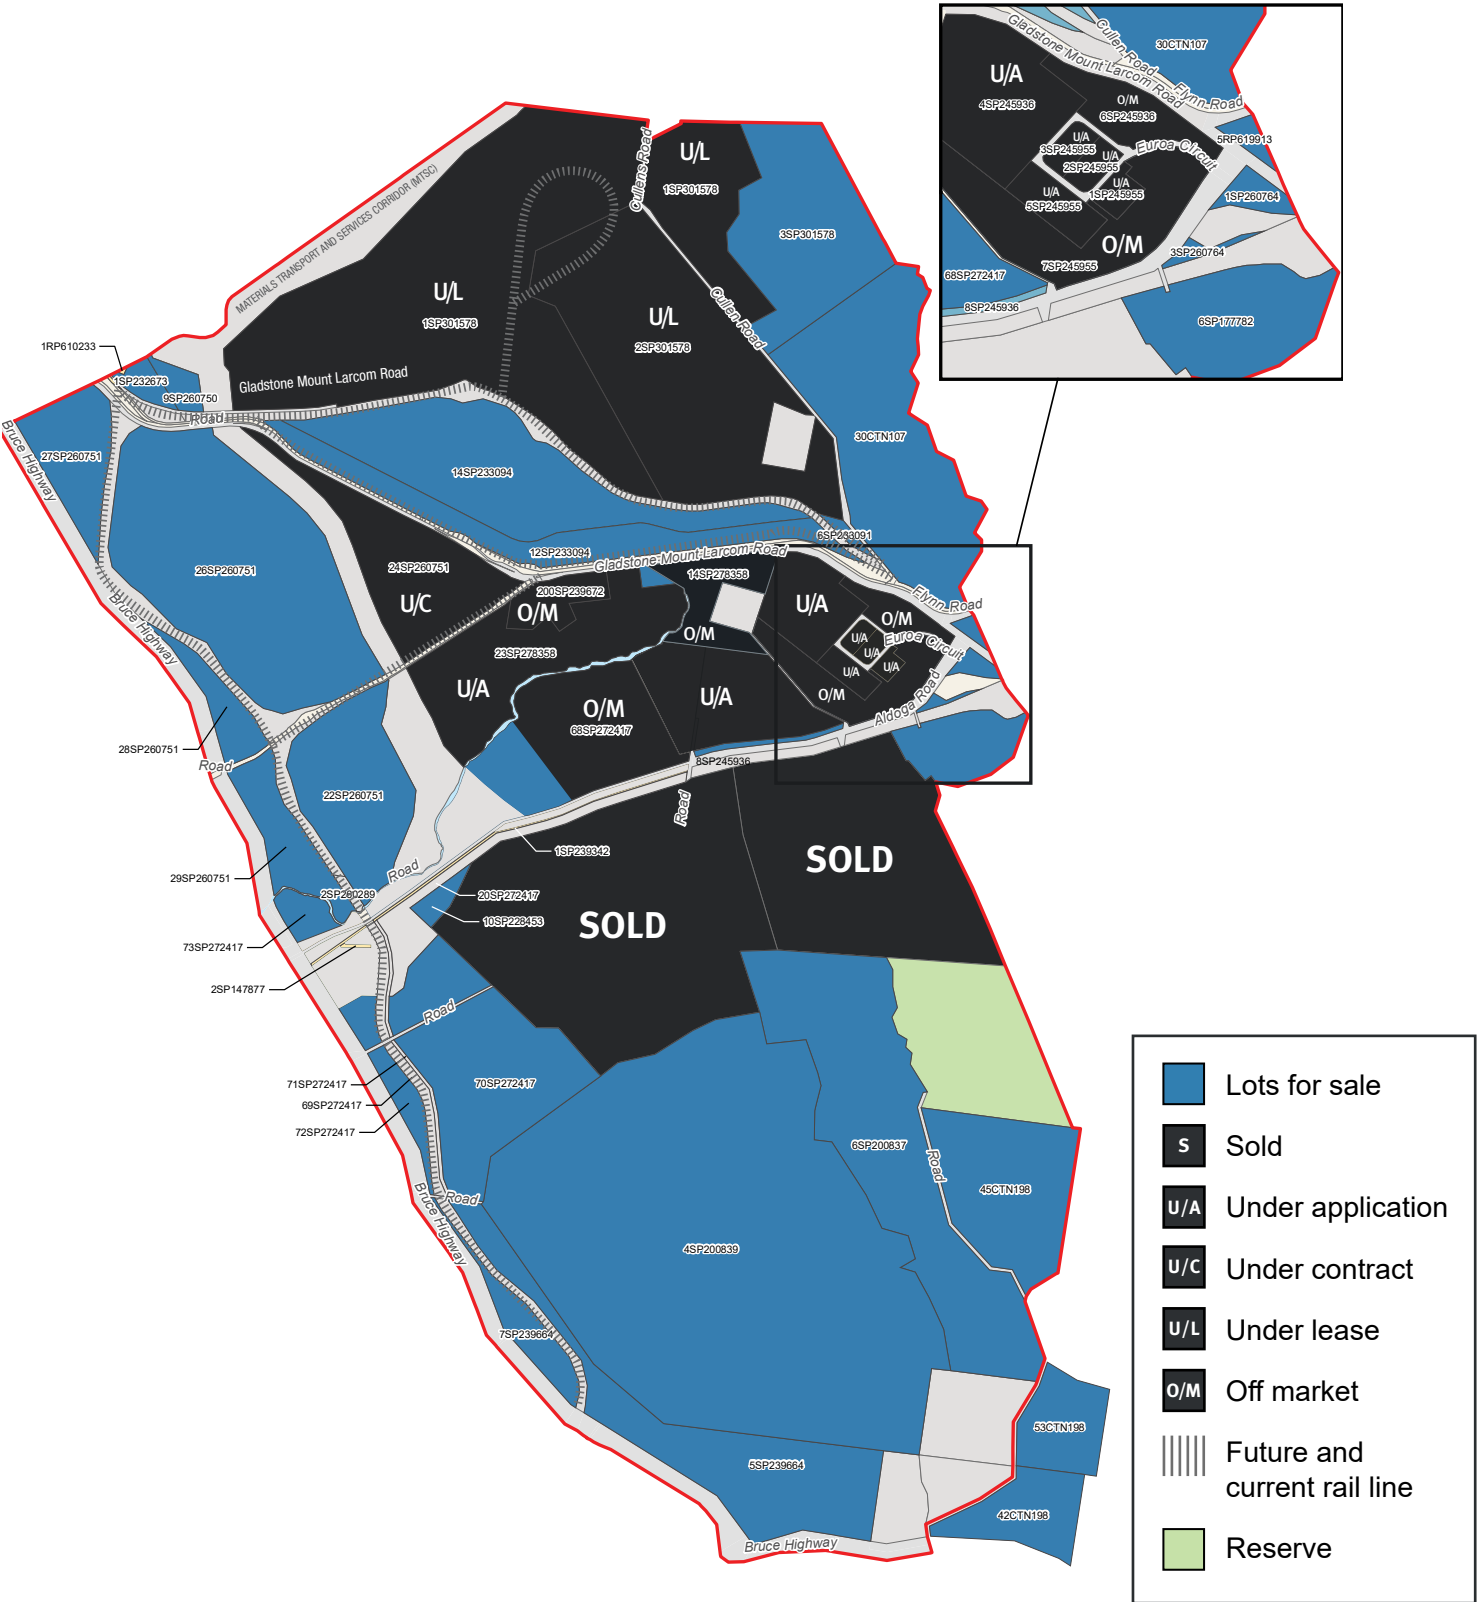 Cullen Road
30CTN107
Gladstone Mount Larcom Road
Flynn Road
U/A
4SP245936
O/M
6SP245936
5RP619913
U/A
3SP245955
U/A
2SP245955
Euroa Circuit
U/A
1SP245955
U/A
5SP245955
1SP260764
O/M
7SP245955
3SP260764
68SP272417
8SP245936
6SP177782
MATERIALS TRANSPORT AND SERVICES CORRIDOR (MTSC)
Cullens Road
U/L
1SP301578
3SP301578
U/L
1SP301578
U/L
2SP301578
Cullen Road
1RP610233
1SP232673
9SP260750
Gladstone Mount Larcom Road
Road
Bruce Highway
27SP260751
14SP233094
30CTN107
26SP260751
24SP260751
U/C
12SP233094
6SP233091
Gladstone Mount Larcom Road
14SP278358
200SP239672
O/M
U/A
O/M
Flynn Road
Euroa Circuit
U/A
U/A
U/A
U/A
O/M
O/M
23SP278358
U/A
O/M
68SP272417
U/A
Aldoga Road
Bruce Highway
28SP260751
Road
22SP260751
8SP245936
Road
1SP239342
SOLD
SOLD
29SP260751
2SP260289
Road
20SP272417
10SP228453
73SP272417
2SP147877
Road
71SP272417
69SP272417
72SP272417
70SP272417
6SP200837
Road
45CTN198
Road
Bruce Highway
4SP200839
7SP239664
5SP239664
53CTN198
42CTN198
Bruce Highway
Lots for sale
S Sold
U/A Under application
U/C Under contract
U/L Under lease
O/M Off market
Future and
current rail line
Reserve